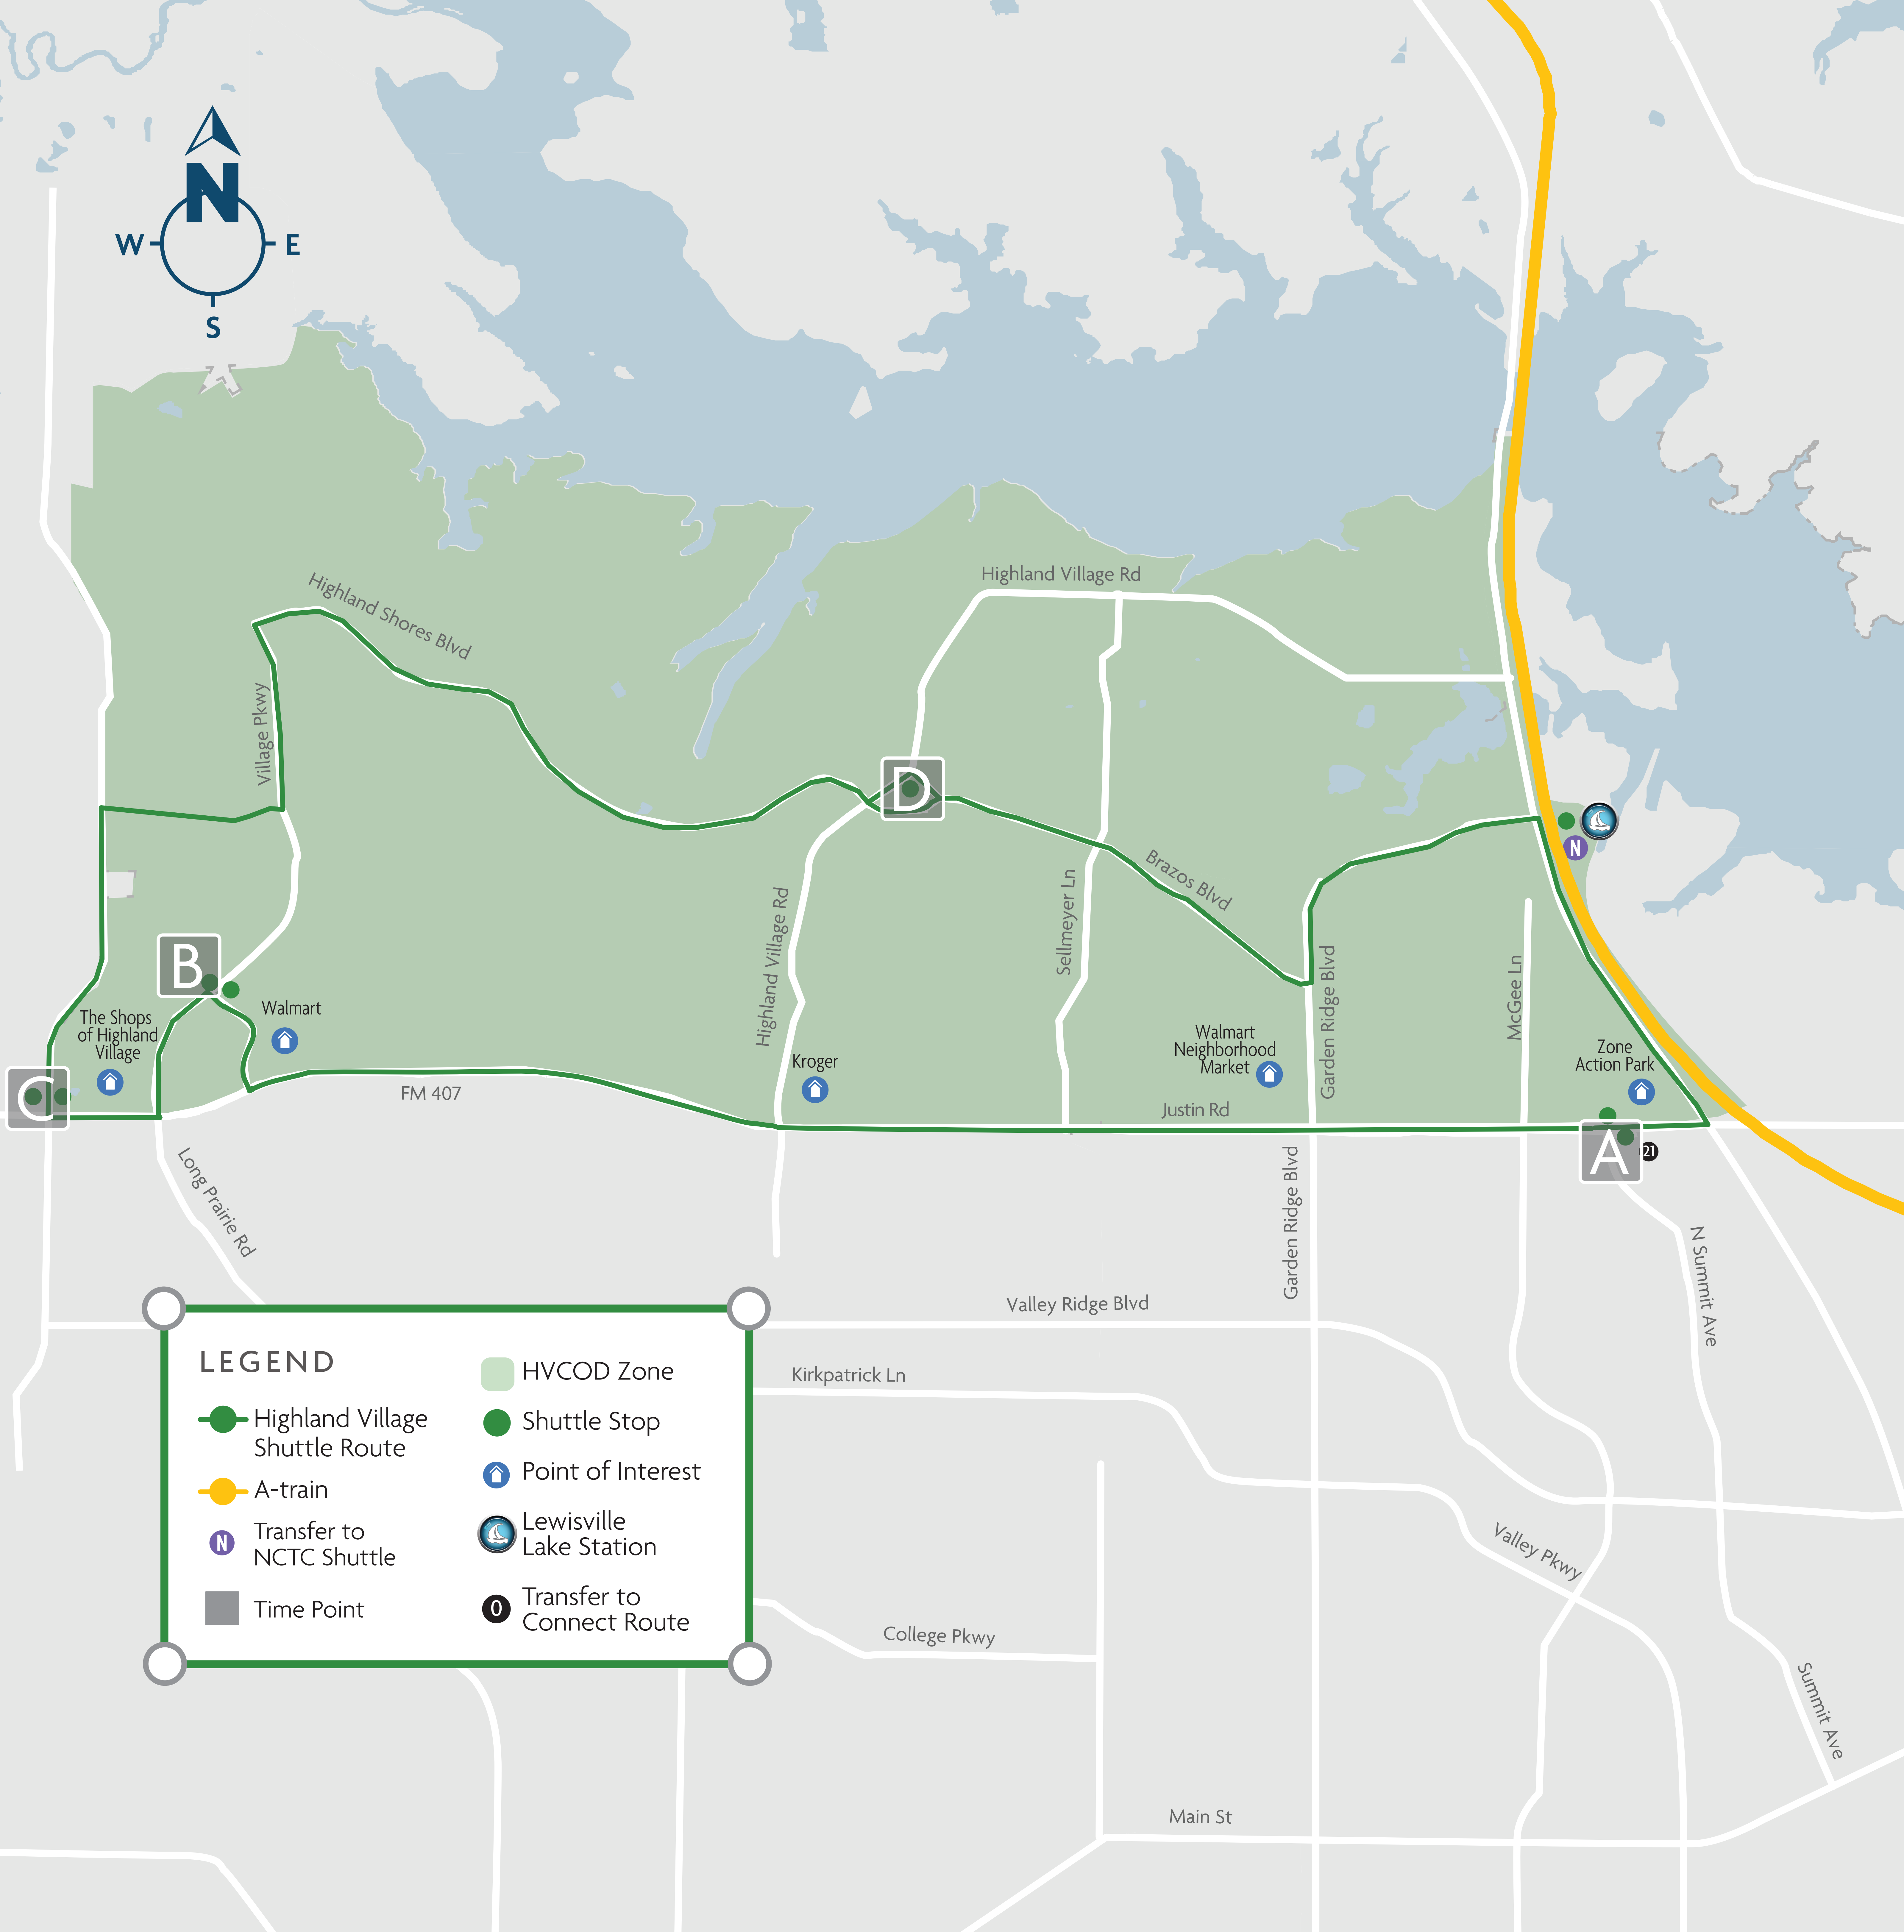 N
W
E
S
Highland Village Rd
Highland Shores Blvd
Village Pkwy
D
N
Brazos Blvd
Sellmeyer Ln
Highland Village Rd
Garden Ridge Blvd
McGee Ln
B
Walmart
The Shops
of Highland
Village
Walmart
Neighborhood
Market
Zone
Action Park
Kroger
C
FM 407
Justin Rd
A
21
Long Prairie Rd
Garden Ridge Blvd
N Summit Ave
Valley Ridge Blvd
Kirkpatrick Ln
LEGEND
Highland Village
Shuttle Route
A-train
N
Transfer to
NCTC Shuttle
Time Point
HVCOD Zone
Shuttle Stop
Point of Interest
Lewisville
Lake Station
0
Transfer to
Connect Route
Valley Pkwy
College Pkwy
Summit Ave
Main St